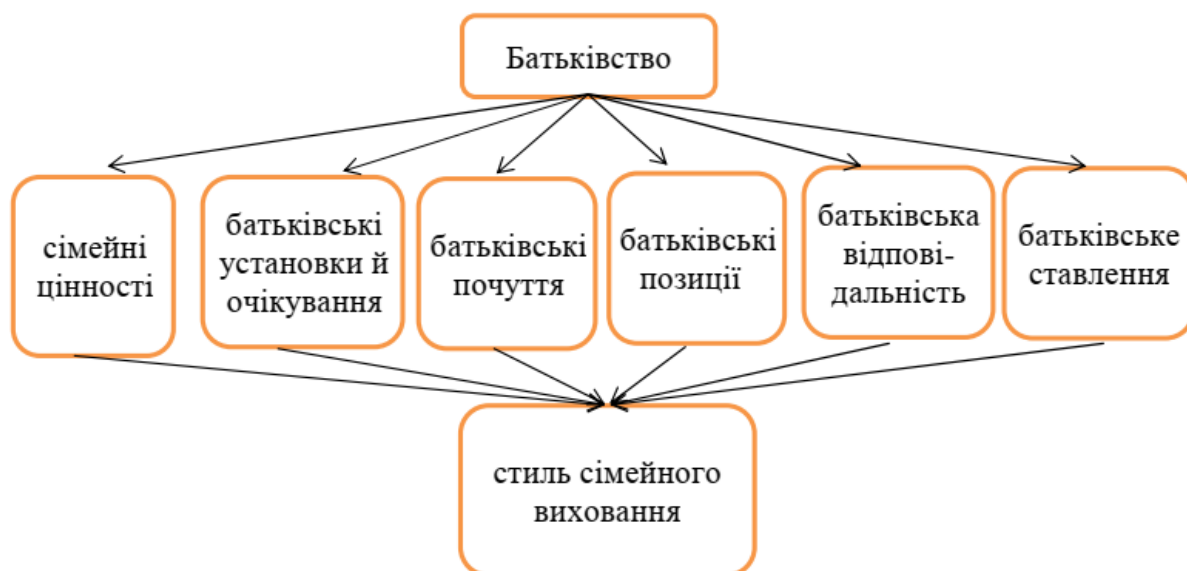 Батьківство
сімейні
цінності
батьківські
установки й
очікування
батьківські
почуття
батьківські
позиції
батьківська
відпові-
дальність
батьківське
ставлення
стиль сімейного
виховання